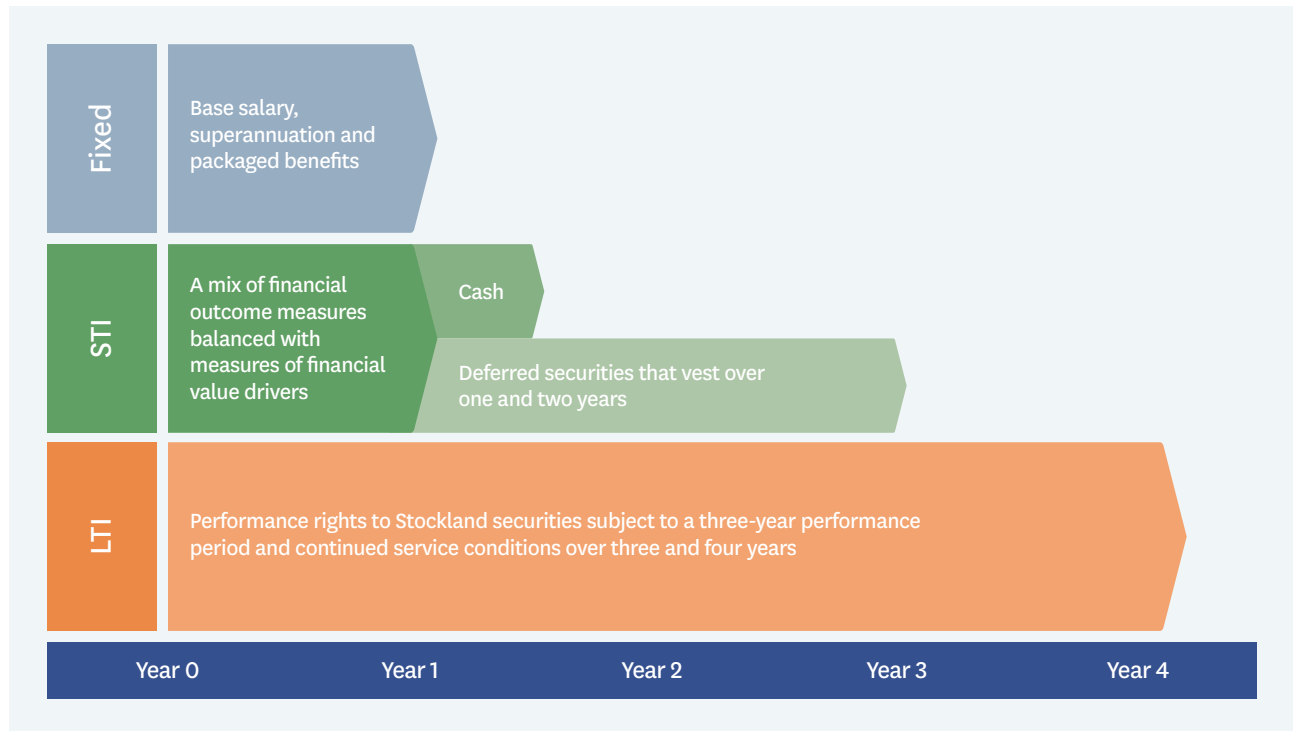 Fixed
Base salary,
superannuation and
packaged benefits
STI
A mix of financial
outcome measures
balanced with
measures of financial
value drivers
Cash
Deferred securities that vest over
one and two years
LTI
Performance rights to Stockland securities subject to a three-year performance
period and continued service conditions over three and four years
Year 0 Year 1 Year 2 Year 3 Year 4